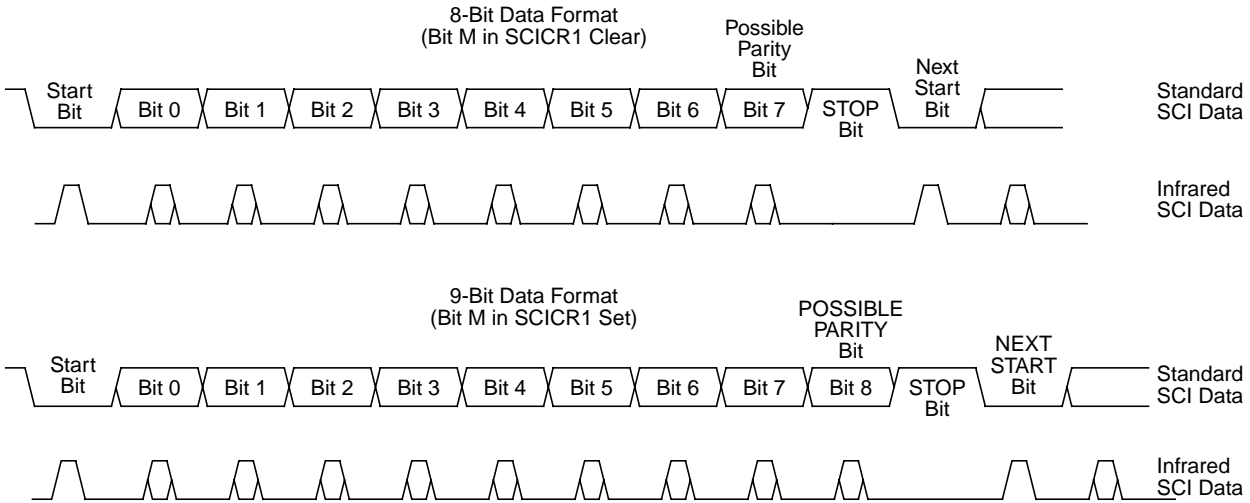 8-Bit Data Format
(Bit M in SCICR1 Clear)
Possible
Parity
Bit
Start
Bit
Bit 0
Bit 1
Bit 2
Bit 3
Bit 4
Bit 5
Bit 6
Bit 7
STOP
Bit
Next
Start
Bit
Standard
SCI Data
Infrared
SCI Data
9-Bit Data Format
(Bit M in SCICR1 Set)
POSSIBLE
PARITY
Bit
Start
Bit
Bit 0
Bit 1
Bit 2
Bit 3
Bit 4
Bit 5
Bit 6
Bit 7
Bit 8
STOP
Bit
NEXT
START
Bit
Standard
SCI Data
Infrared
SCI Data